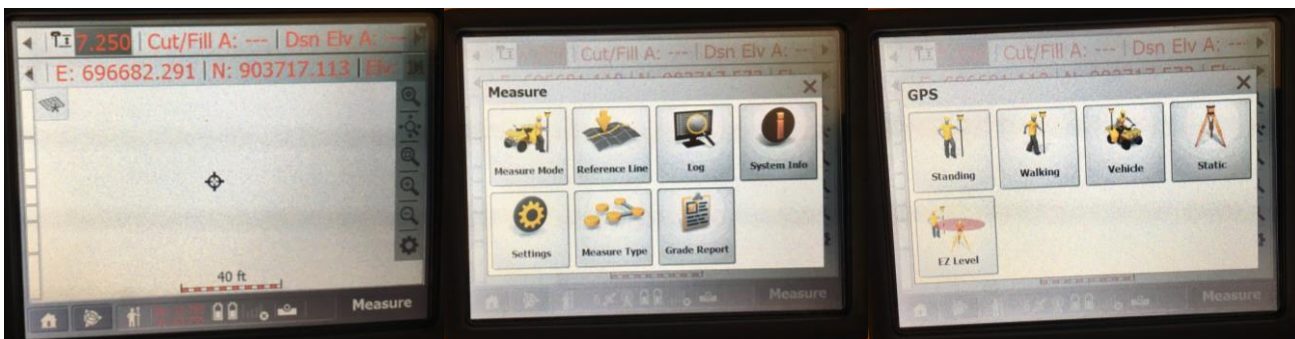 7.250 Cut/Fill A: --- Dsn Elv A:
E: 696682.291 N: 903717.113 Elv
40 ft
Measure
Cut/Fill A: --- Dsn Elv A: --
Measure
Measure Mode Reference Line Log System Info
Settings Measure Type Grade Report
Measure
Cut/Fill A: --- Dsn Elv A: --
GPS
Standing Walking Vehicle Static
EZ Level
Measure